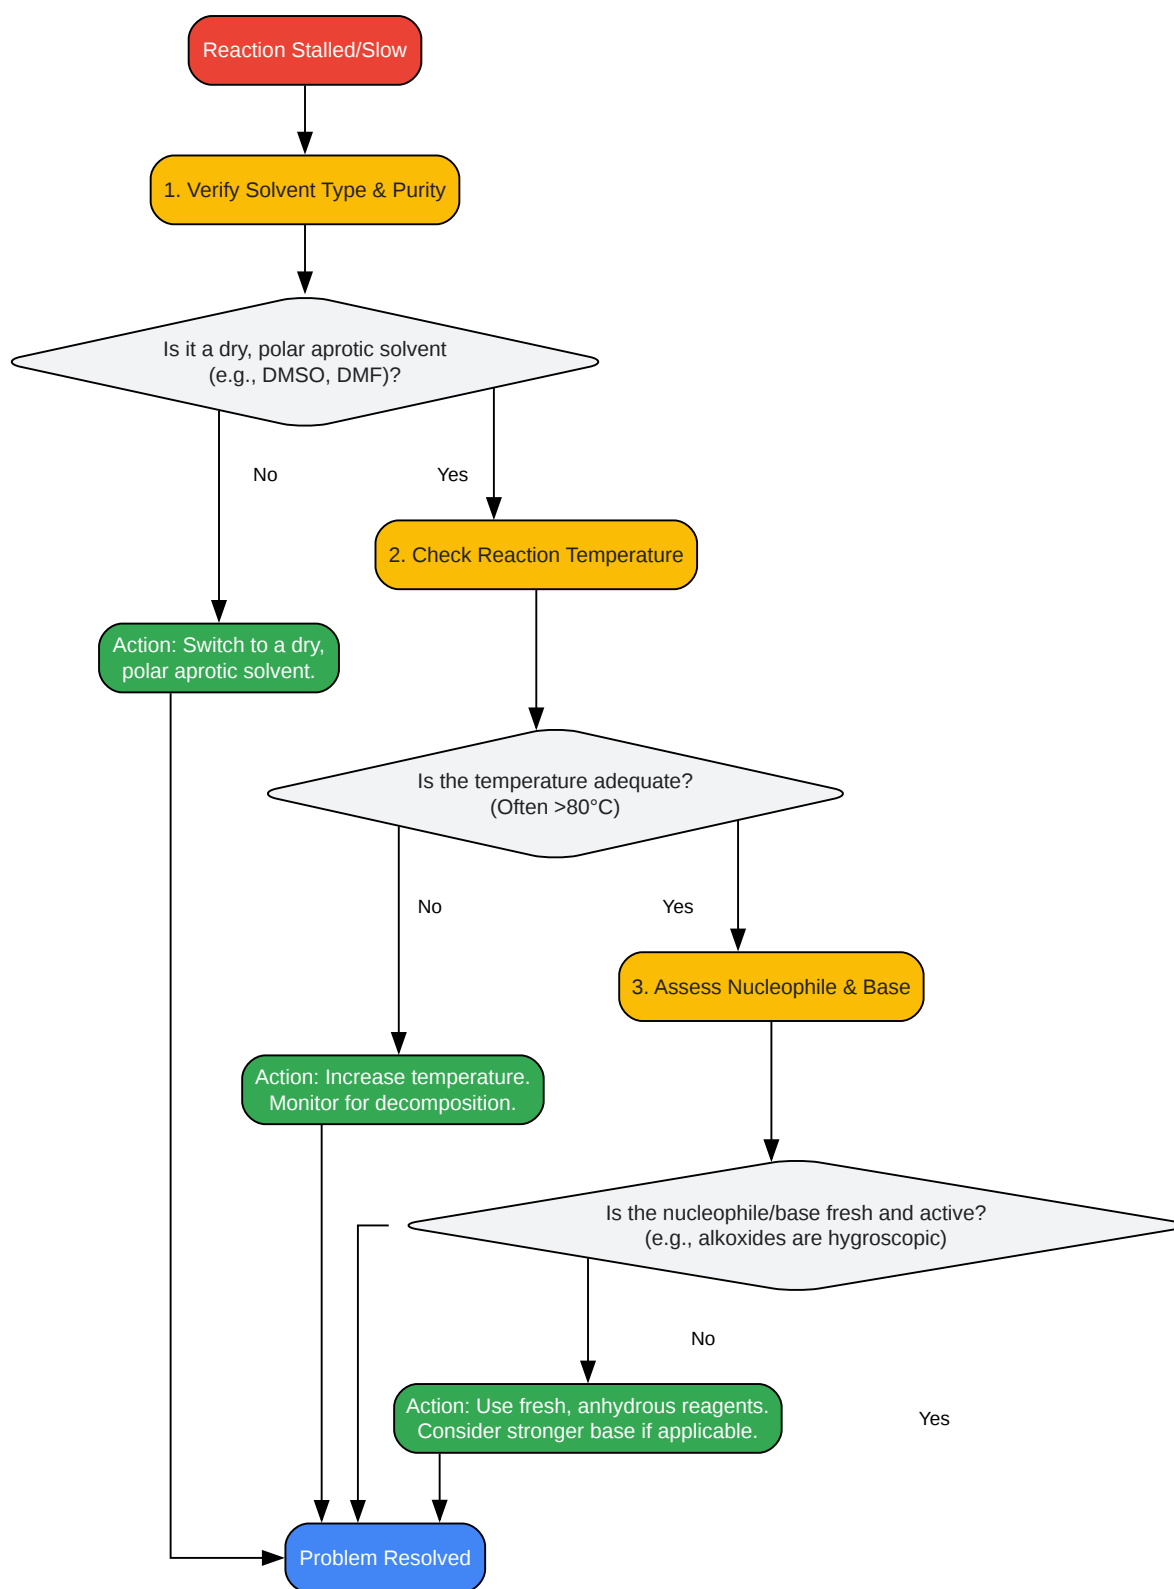 Reaction Stalled/Slow
1. Verify Solvent Type & Purity
Is it a dry, polar aprotic solvent
(e.g., DMSO, DMF)?
No
Yes
2. Check Reaction Temperature
Action: Switch to a dry,
polar aprotic solvent.
Is the temperature adequate?
(Often >80°C)
No
Yes
3. Assess Nucleophile & Base
Action: Increase temperature.
Monitor for decomposition.
Is the nucleophile/base fresh and active?
(e.g., alkoxides are hygroscopic)
No
Action: Use fresh, anhydrous reagents.
Consider stronger base if applicable.
Yes
Problem Resolved